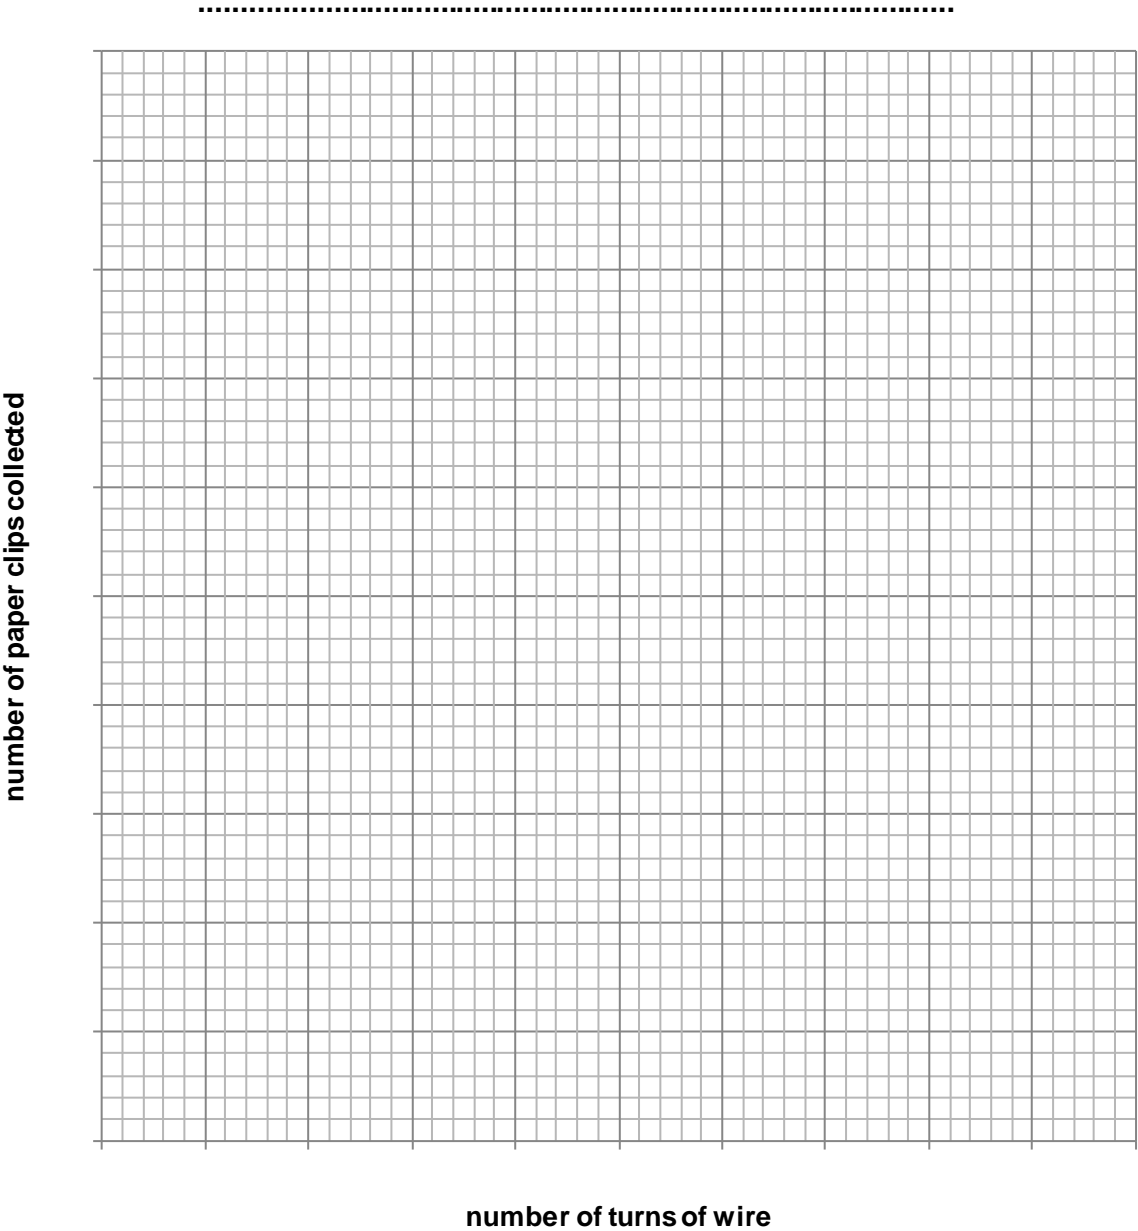 ................................................................................
number of paper clips collected
number of turns of wire